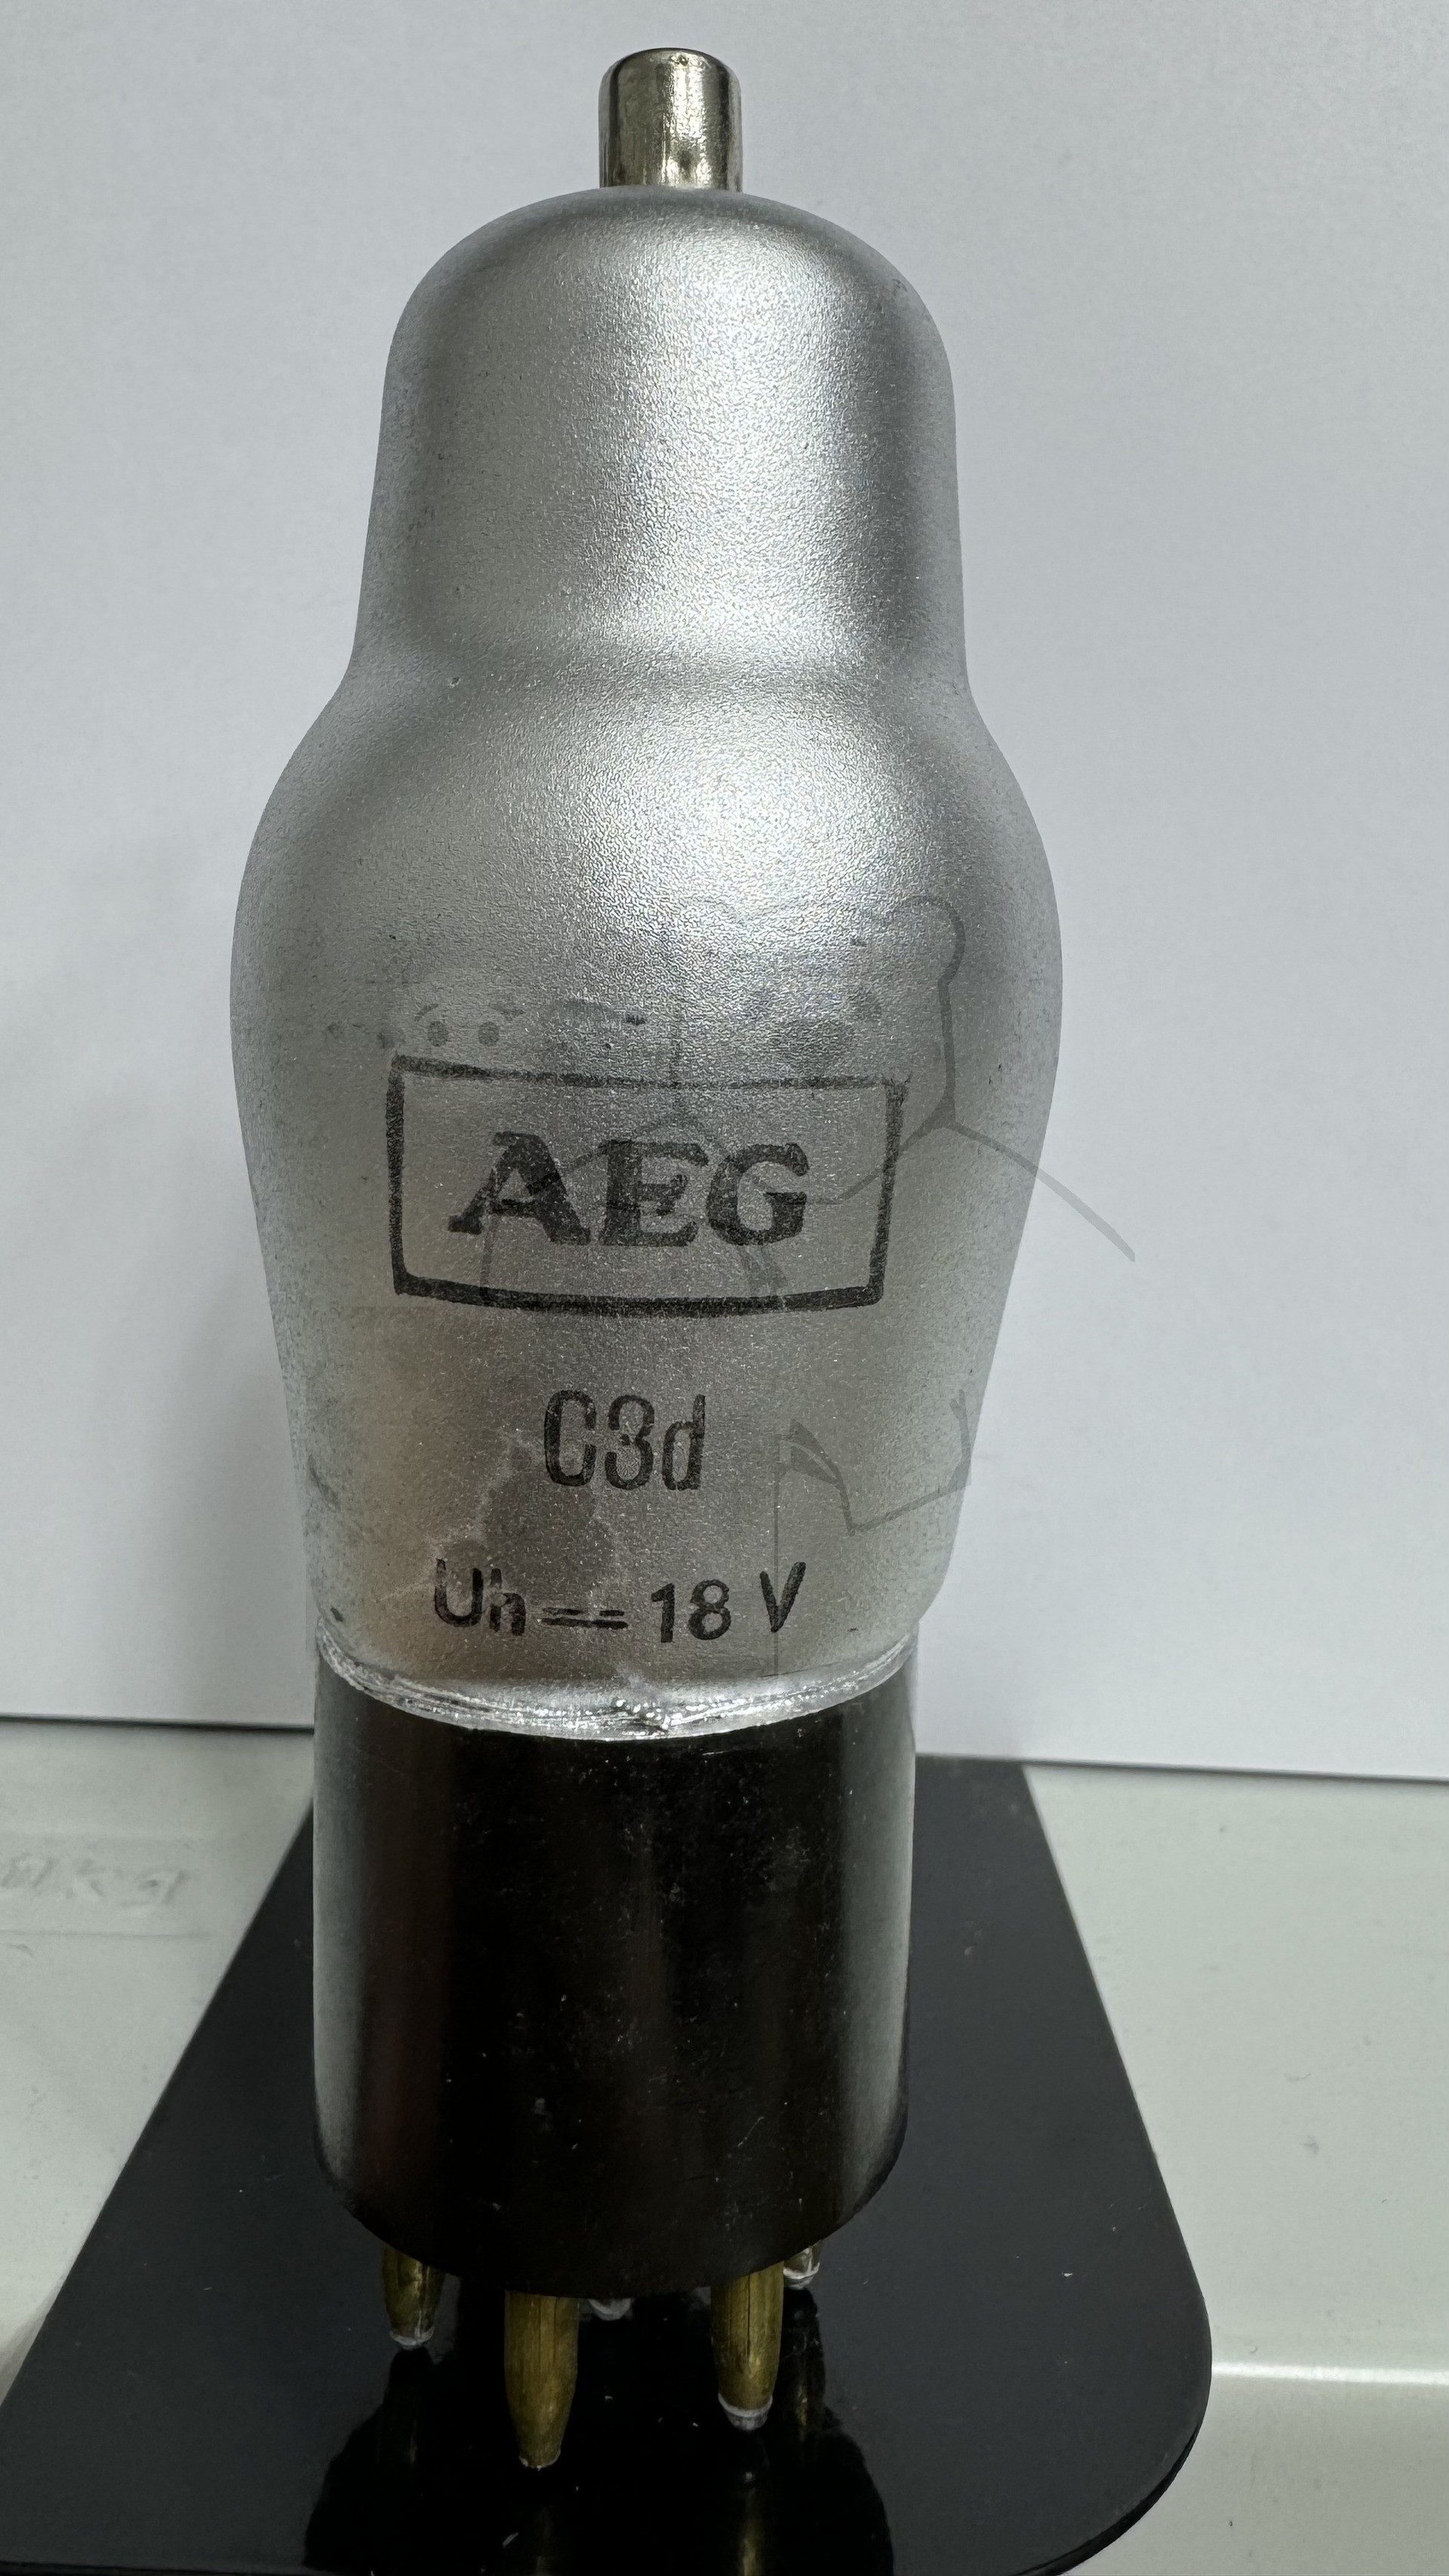 AEG
C3d
Uh == 18 V